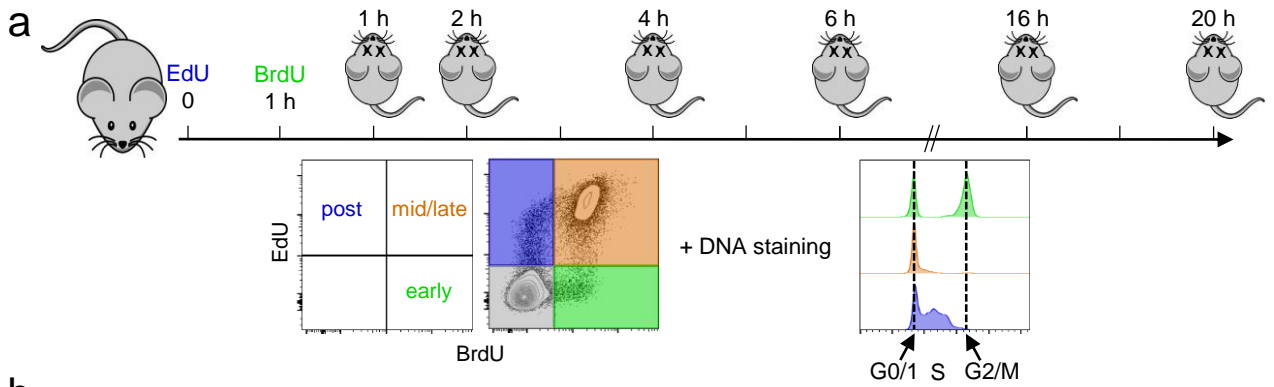 a
1 h 2 h 4 h 6 h 16 h 20 h
EdU BrdU
0 1 h
post mid/late
early
EdU
BrdU
+ DNA staining
G0/1 S G2/M